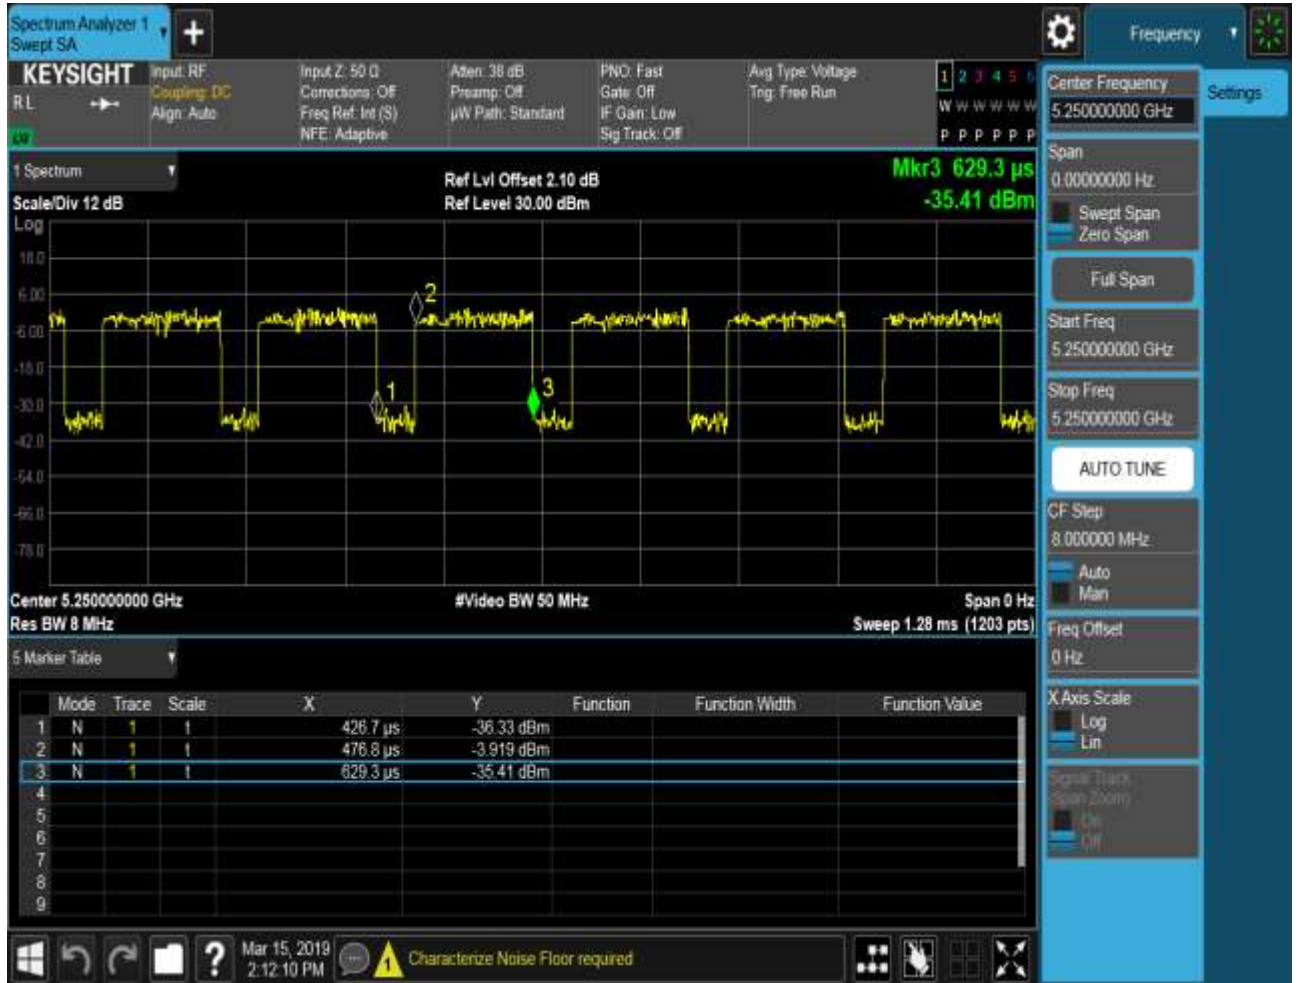 Spectrum Analyzer 1
Swept SA
+
Frequency
KEYSIGHT
RL
Input: RF
Coupling: DC
Align: Auto
Input Z: 50 Ω
Corrections: Off
Freq Ref: Int (S)
NFE: Adaptive
Atten: 38 dB
Preamp: Off
µW Path: Standard
PNO: Fast
Gate: Off
IF Gain: Low
Sig Track: Off
Avg Type: Voltage
Trig: Free Run
1 2 3 4 5 6
W W W W W W
P P P P P P
1 Spectrum
Scale/Div 12 dB
Log
Ref Lvl Offset 2.10 dB
Ref Level 30.00 dBm
Mkr3 629.3 µs
-35.41 dBm
18.0
6.00
-6.00
-18.0
-30.0
-42.0
-54.0
-66.0
-78.0
1
2
3
Center 5.250000000 GHz
Res BW 8 MHz
#Video BW 50 MHz
Span 0 Hz
Sweep 1.28 ms (1203 pts)
5 Marker Table
Mode Trace Scale X Y Function Function Width Function Value
1 N 1 t 426.7 µs -36.33 dBm
2 N 1 t 476.8 µs -3.919 dBm
3 N 1 t 629.3 µs -35.41 dBm
4
5
6
7
8
9
Center Frequency
5.250000000 GHz
Settings
Span
0.00000000 Hz
Swept Span
Zero Span
Full Span
Start Freq
5.250000000 GHz
Stop Freq
5.250000000 GHz
AUTO TUNE
CF Step
8.000000 MHz
Auto
Man
Freq Offset
0 Hz
X Axis Scale
Log
Lin
Signal Track
(Span Zoom)
On
Off
?
Mar 15, 2019
2:12:10 PM
1
Characterize Noise Floor required